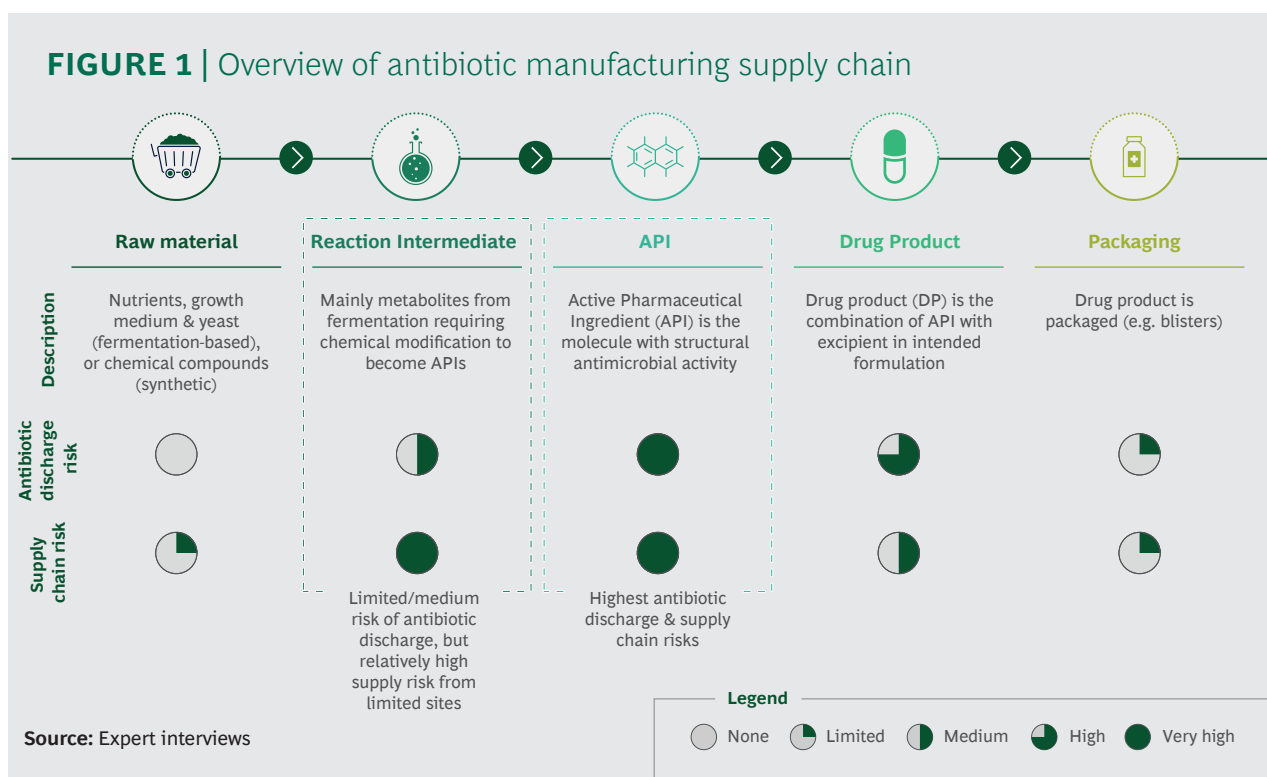 FIGURE 1 | Overview of antibiotic manufacturing supply chain
Raw material
Reaction Intermediate
API
Drug Product
Packaging
Description
Nutrients, growth
medium & yeast
(fermentation-based),
or chemical compounds
(synthetic)
Mainly metabolites from
fermentation requiring
chemical modification to
become APIs
Active Pharmaceutical
Ingredient (API) is the
molecule with structural
antimicrobial activity
Drug product (DP) is the
combination of API with
excipient in intended
formulation
Drug product is
packaged (e.g. blisters)
Antibiotic
discharge
risk
Supply
chain risk
Limited/medium
risk of antibiotic
discharge, but
relatively high
supply risk from
limited sites
Highest antibiotic
discharge & supply
chain risks
Legend
None
Limited
Medium
High
Very high
Source: Expert interviews